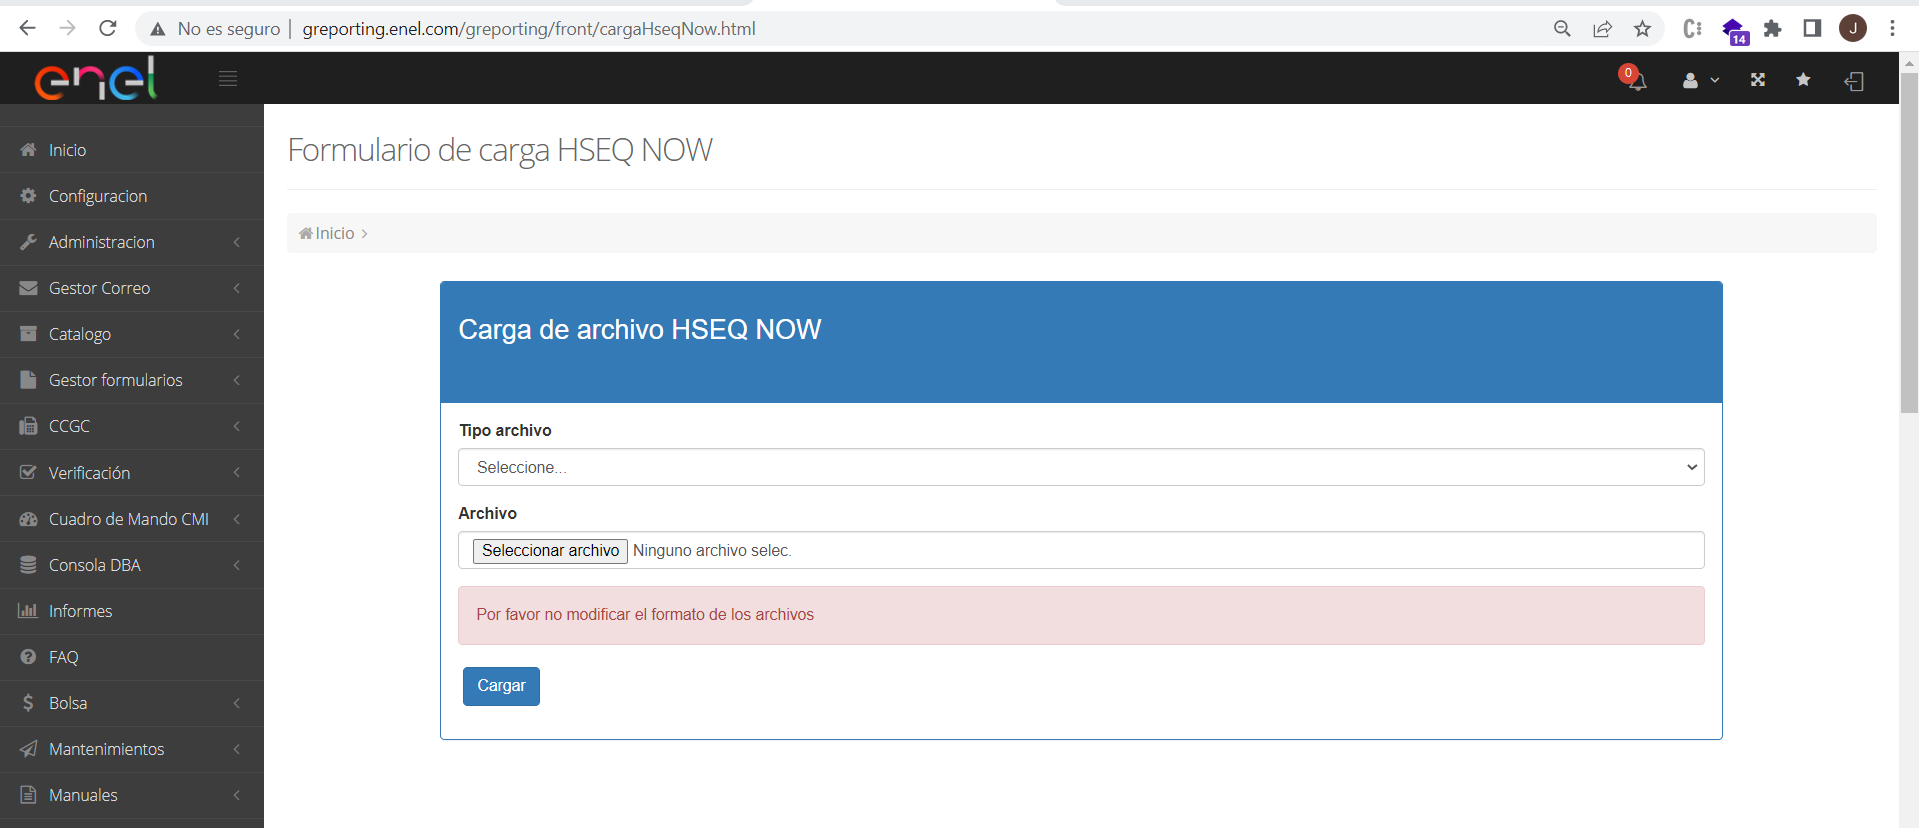 No es seguro
greporting.enel.com/greporting/front/cargaHseqNow.html
14
J
enel
0
Inicio
Configuracion
Administracion
Gestor Correo
Catalogo
Gestor formularios
CCGC
Verificación
Cuadro de Mando CMI
Consola DBA
Informes
FAQ
Bolsa
Mantenimientos
Manuales
Formulario de carga HSEQ NOW
Inicio
Carga de archivo HSEQ NOW
Tipo archivo
Seleccione...
Archivo
Seleccionar archivo Ninguno archivo selec.
Por favor no modificar el formato de los archivos
Cargar